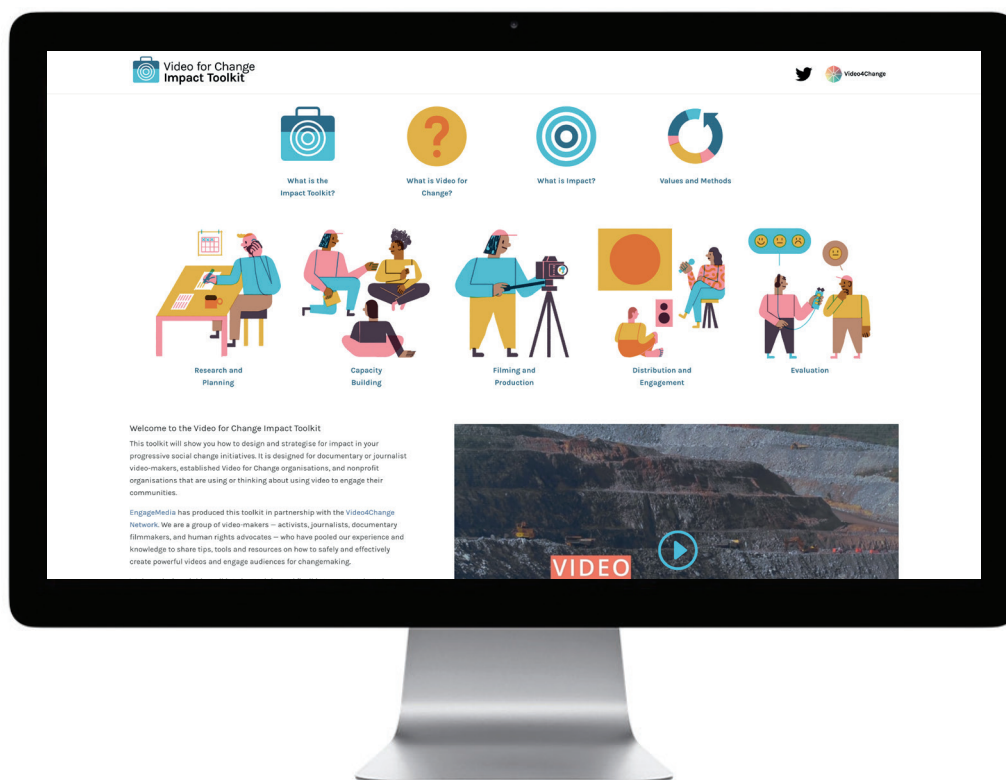 Video for Change
Impact Toolkit
Video4Change
What is the
Impact Toolkit?
What is Video for
Change?
What is Impact?
Values and Methods
Research and
Planning
Capacity
Building
Filming and
Production
Distribution and
Engagement
Evaluation
Welcome to the Video for Change Impact Toolkit
This toolkit will show you how to design and strategise for impact in your
progressive social change initiatives. It is designed for documentary or journalist
video-makers, established Video for Change organisations, and nonprofit
organisations that are using or thinking about using video to engage their
communities.
EngageMedia has produced this toolkit in partnership with the Video4Change
Network. We are a group of video-makers — activists, journalists, documentary
filmmakers, and human rights advocates — who have pooled our experience and
knowledge to share tips, tools and resources on how to safely and effectively
create powerful videos and engage audiences for changemaking.
VIDEO